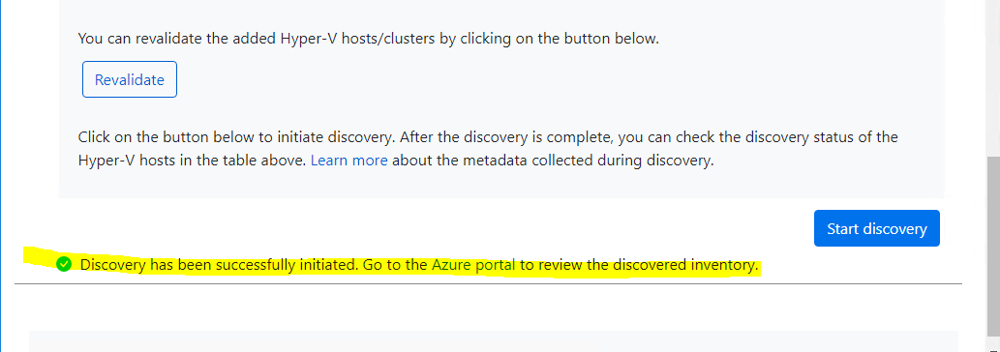 You can revalidate the added Hyper-V hosts/clusters by clicking on the button below.
Revalidate
Click on the button below to initiate discovery. After the discovery is complete, you can check the discovery status of the
Hyper-V hosts in the table above. Learn more about the metadata collected during discovery.
Start discovery
Discovery has been successfully initiated. Go to the Azure portal to review the discovered inventory.